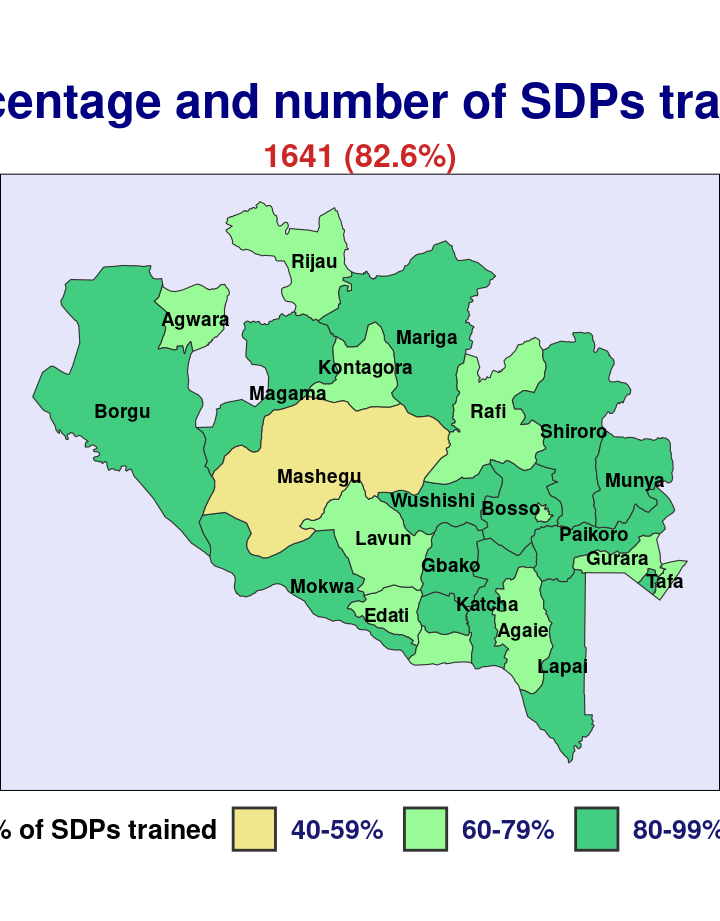 centage and number of SDPs tra
1641 (82.6%)
Rijau
Agwara
Mariga
Kontagora
Magama
Borgu
Rafi
Shiroro
Mashegu
Munya
Wushishi
Bosso
Paikoro
Lavun
Gurara
Gbako
Tafa
Mokwa
Katcha
Edati
Agaie
Lapai
% of SDPs trained 40-59% 60-79% 80-99%